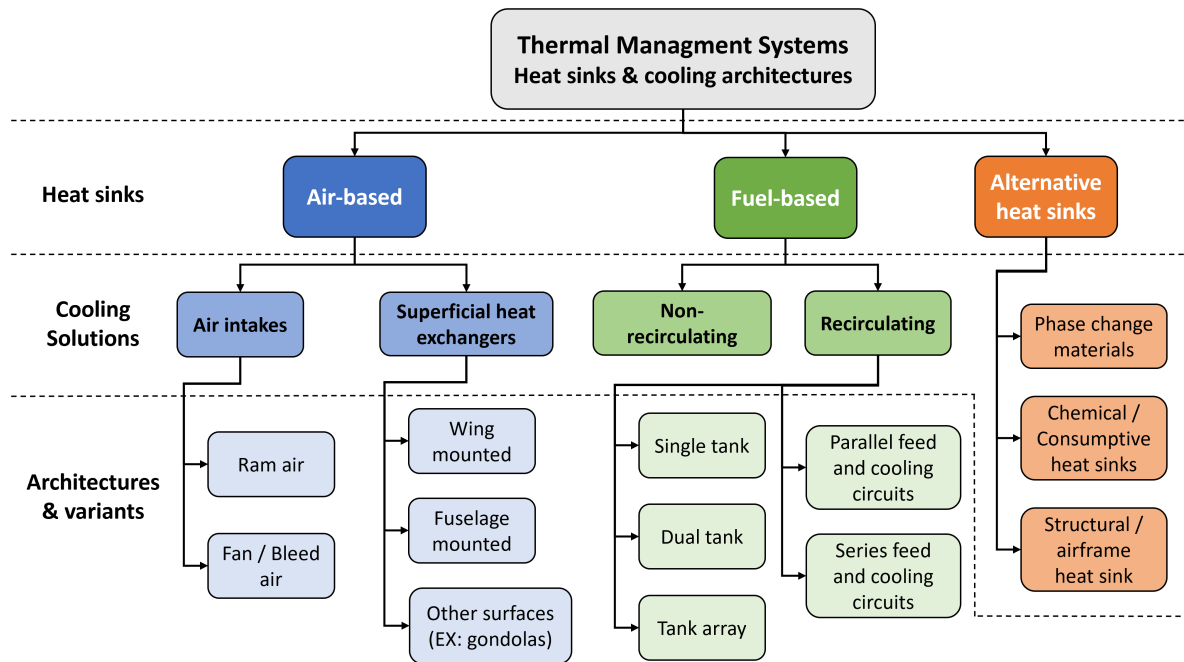 Thermal Managment Systems
Heat sinks & cooling architectures
Heat sinks
Air-based
Fuel-based
Alternative
heat sinks
Cooling
Solutions
Air intakes
Superficial heat
exchangers
Non-
recirculating
Recirculating
Phase change
materials
Chemical /
Consumptive
heat sinks
Structural /
airframe
heat sink
Architectures
& variants
Ram air
Fan / Bleed
air
Wing
mounted
Fuselage
mounted
Other surfaces
(EX: gondolas)
Single tank
Dual tank
Tank array
Parallel feed
and cooling
circuits
Series feed
and cooling
circuits